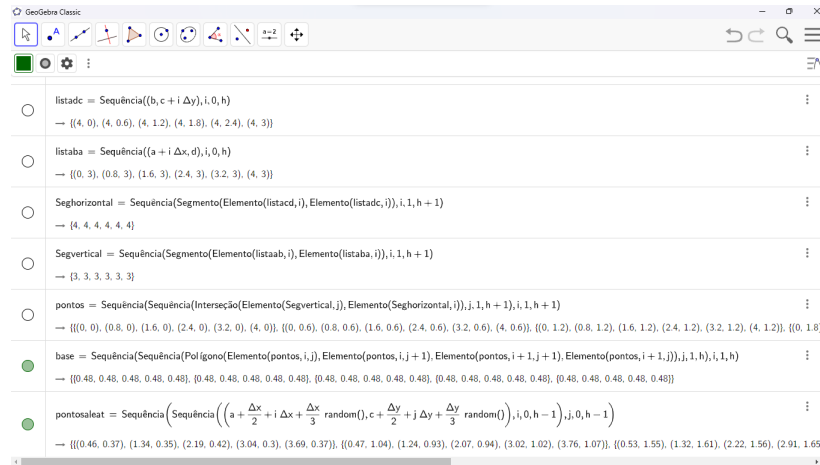 GeoGebra Classic
A
a=2
listadc = Sequência((b, c + i Δy), i, 0, h)
→ {(4, 0), (4, 0.6), (4, 1.2), (4, 1.8), (4, 2.4), (4, 3)}
listaba = Sequência((a + i Δx, d), i, 0, h)
→ {(0, 3), (0.8, 3), (1.6, 3), (2.4, 3), (3.2, 3), (4, 3)}
Seghorizontal = Sequência(Segmento(Elemento(listacd, i), Elemento(listadc, i)), i, 1, h + 1)
→ {4, 4, 4, 4, 4, 4}
Segvertical = Sequência(Segmento(Elemento(listaab, i), Elemento(listaba, i)), i, 1, h + 1)
→ {3, 3, 3, 3, 3, 3}
pontos = Sequência(Sequência(Interseção(Elemento(Segvertical, j), Elemento(Seghorizontal, i)), j, 1, h + 1), i, 1, h + 1)
→ {{(0, 0), (0.8, 0), (1.6, 0), (2.4, 0), (3.2, 0), (4, 0)}, {(0, 0.6), (0.8, 0.6), (1.6, 0.6), (2.4, 0.6), (3.2, 0.6), (4, 0.6)}, {(0, 1.2), (0.8, 1.2), (1.6, 1.2), (2.4, 1.2), (3.2, 1.2), (4, 1.2)}, {(0, 1.8
base = Sequência(Sequência(Polígono(Elemento(pontos, i, j), Elemento(pontos, i, j + 1), Elemento(pontos, i + 1, j + 1), Elemento(pontos, i + 1, j)), j, 1, h), i, 1, h)
→ {{0.48, 0.48, 0.48, 0.48, 0.48}, {0.48, 0.48, 0.48, 0.48, 0.48}, {0.48, 0.48, 0.48, 0.48, 0.48}, {0.48, 0.48, 0.48, 0.48, 0.48}, {0.48, 0.48, 0.48, 0.48, 0.48}}
pontosaleat = Sequência(Sequência((a + Δx/2 + i Δx + Δx/3 random(), c + Δy/2 + j Δy + Δy/3 random()), i, 0, h − 1), j, 0, h − 1)
→ {{(0.46, 0.37), (1.34, 0.35), (2.19, 0.42), (3.04, 0.3), (3.69, 0.37)}, {(0.47, 1.04), (1.24, 0.93), (2.07, 0.94), (3.02, 1.02), (3.76, 1.07)}, {(0.53, 1.55), (1.32, 1.61), (2.22, 1.56), (2.91, 1.65